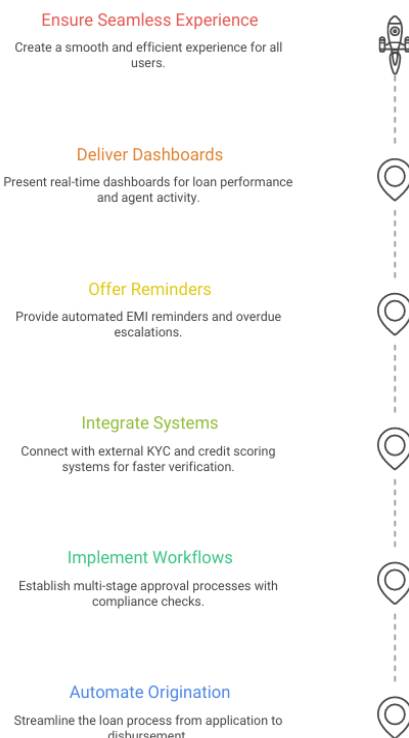 Ensure Seamless Experience
Create a smooth and efficient experience for all
users.
Deliver Dashboards
Present real-time dashboards for loan performance
and agent activity.
Offer Reminders
Provide automated EMI reminders and overdue
escalations.
Integrate Systems
Connect with external KYC and credit scoring
systems for faster verification.
Implement Workflows
Establish multi-stage approval processes with
compliance checks.
Automate Origination
Streamline the loan process from application to
disbursement